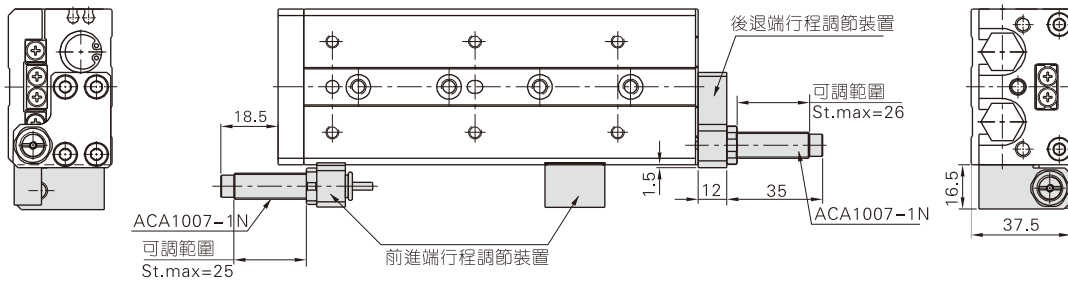 後退端行程調節裝置
可調範圍
St.max=26
18.5
1.5
12
35
16.5
ACA1007-1N
ACA1007-1N
37.5
前進端行程調節裝置
可調範圍
St.max=25